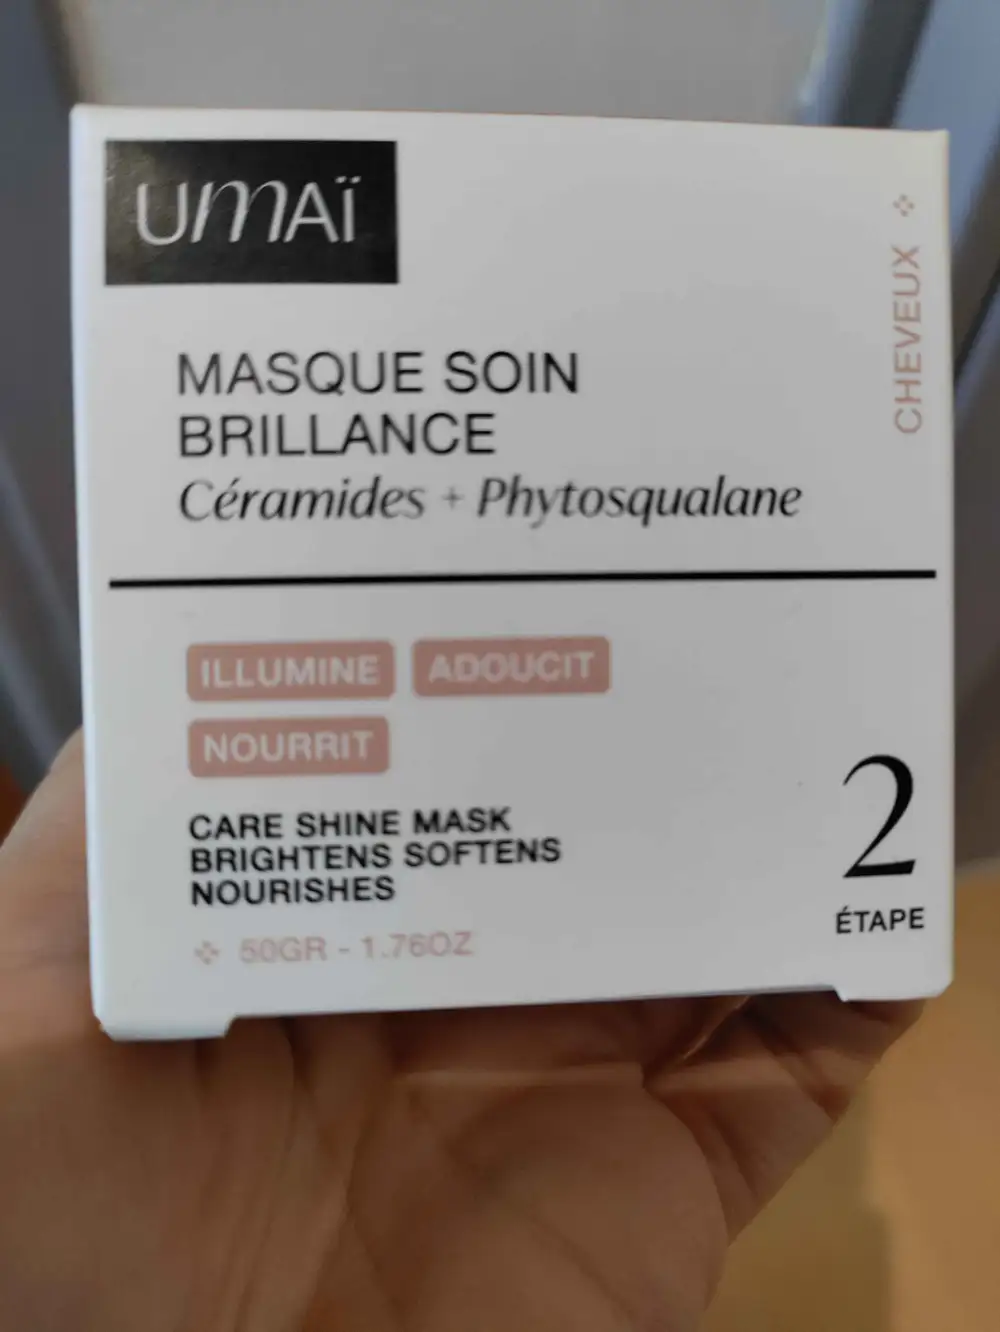 UMAÏ
CHEVEUX
MASQUE SOIN
BRILLANCE
Céramides + Phytosqualane
ILLUMINE ADOUCIT
NOURRIT
CARE SHINE MASK
BRIGHTENS SOFTENS
NOURISHES
50GR - 1.76OZ
2
ÉTAPE